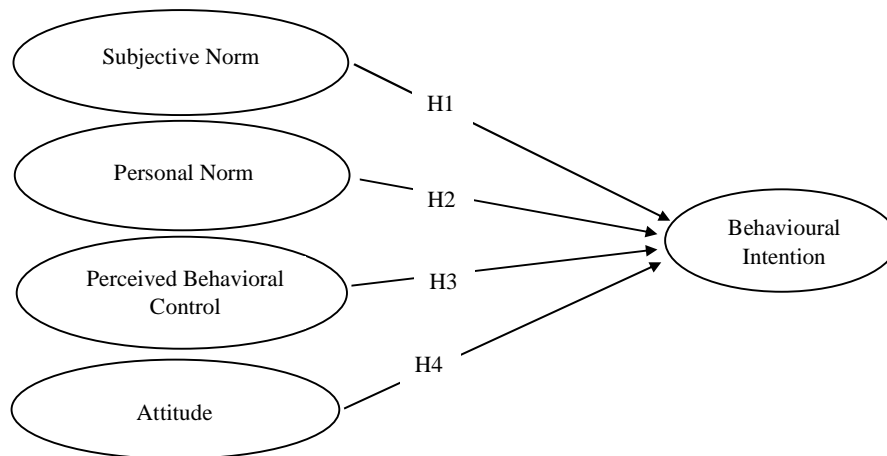 Subjective Norm
H1
Personal Norm
H2
Behavioural
Intention
Perceived Behavioral
Control
H3
H4
Attitude